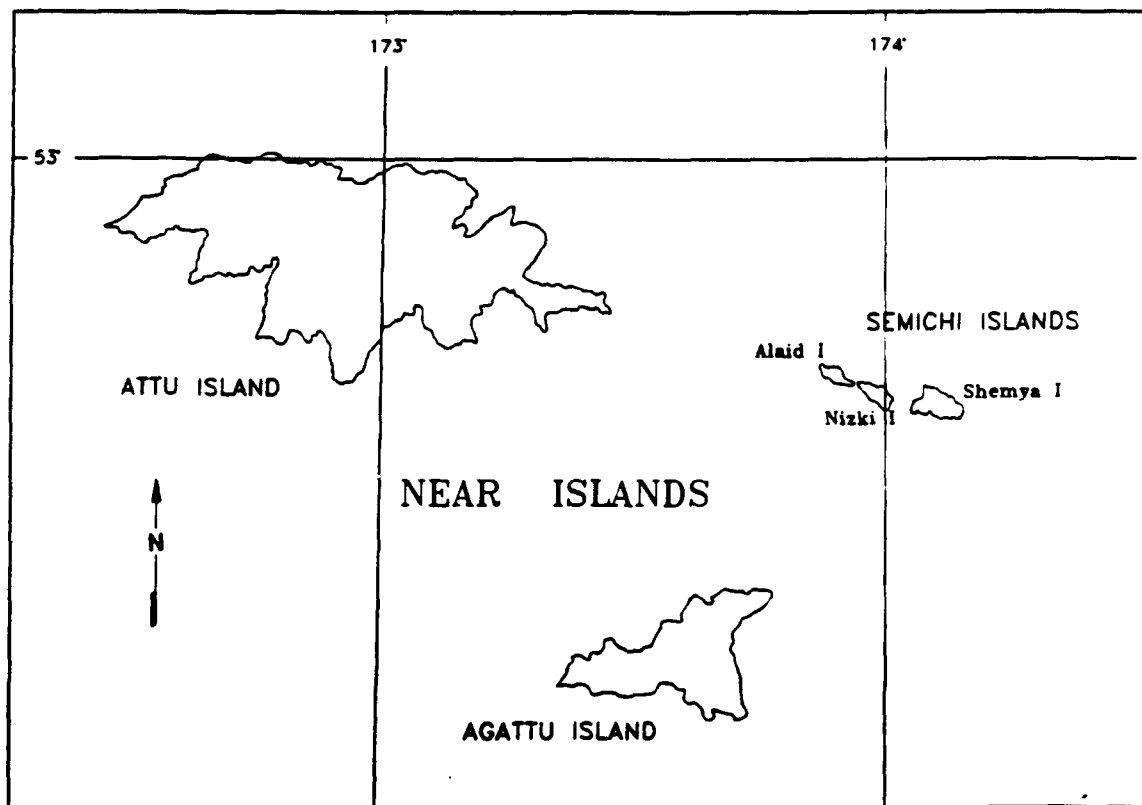 173°
174°
53°
SEMICHI ISLANDS
Alaid I
ATTU ISLAND
Shemya I
Nizki I
NEAR ISLANDS
N
AGATTU ISLAND